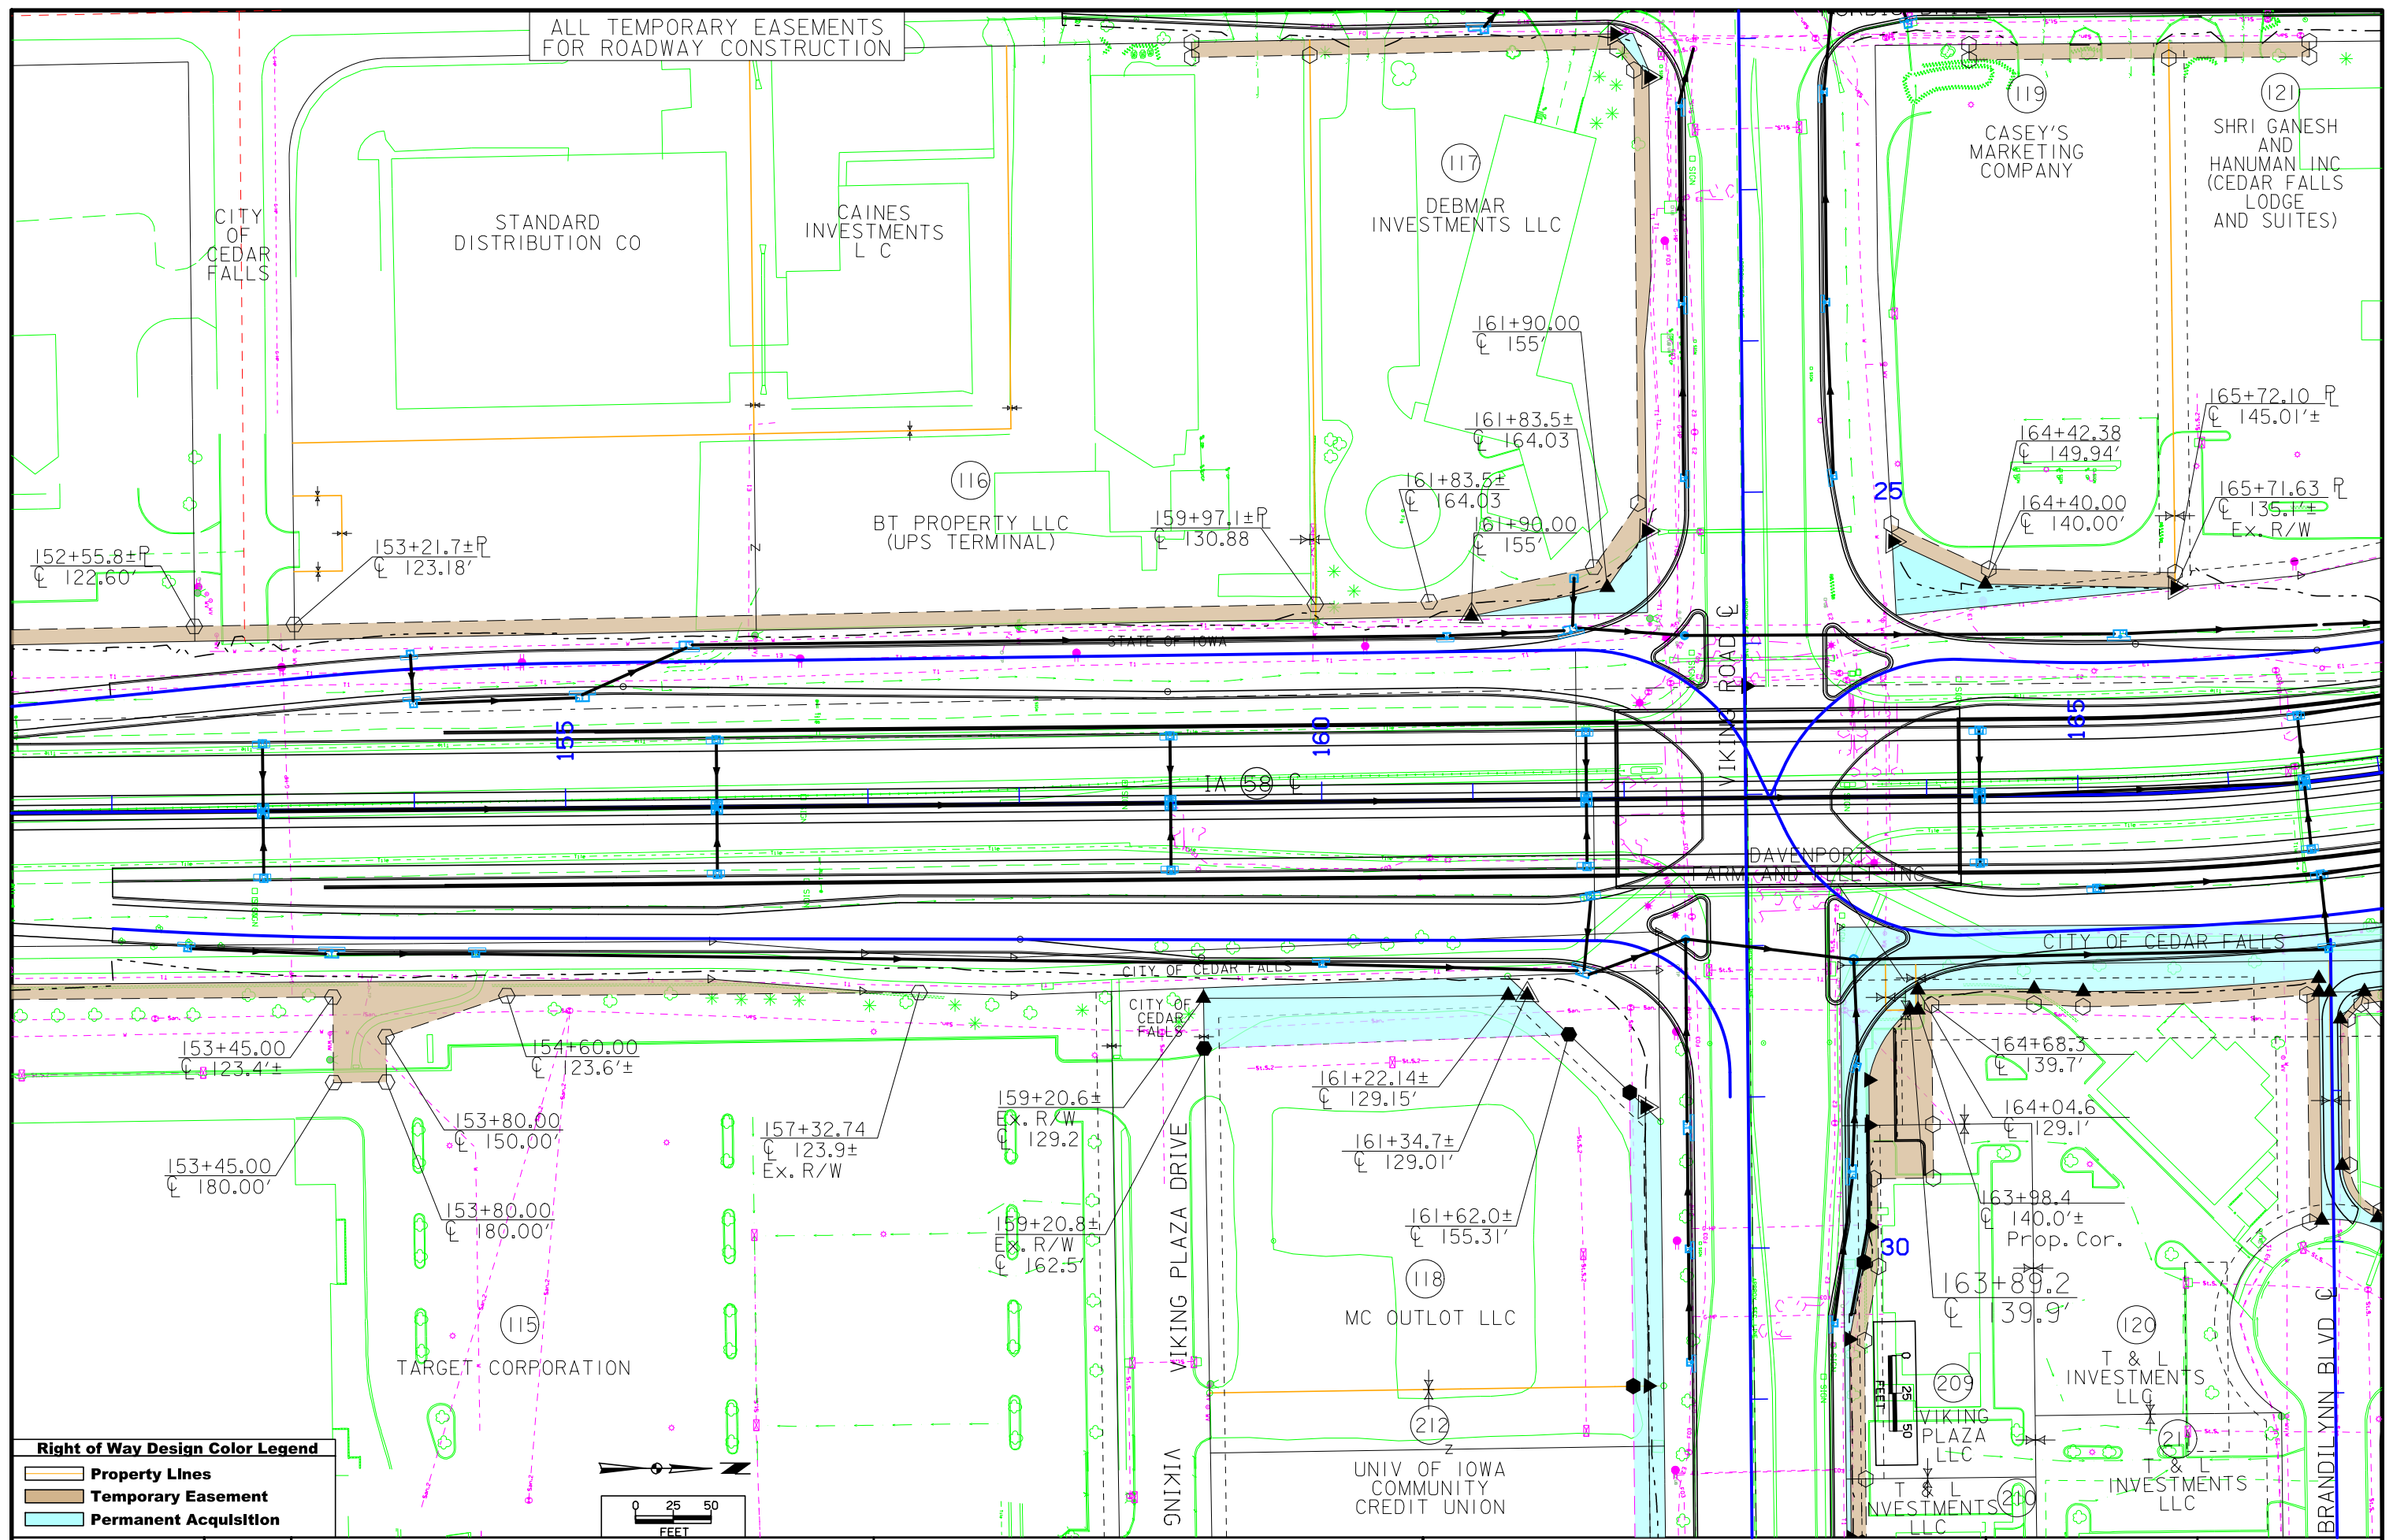 ALL TEMPORARY EASEMENTS
FOR ROADWAY CONSTRUCTION
CITY
OF
CEDAR
FALLS
STANDARD
DISTRIBUTION CO
CAINES
INVESTMENTS
L C
117
DEBMAR
INVESTMENTS LLC
119
CASEY'S
MARKETING
COMPANY
121
SHRI GANESH
AND
HANUMAN INC
(CEDAR FALLS
LODGE
AND SUITES)
161+90.00
℄ 155'
161+83.5±
℄ 164.03
161+83.5±
℄ 164.03
161+90.00
℄ 155'
165+72.10 ⅊
℄ 145.01'±
164+42.38
℄ 149.94'
164+40.00
℄ 140.00'
165+71.63 ⅊
℄ 135.1'±
Ex. R/W
25
116
BT PROPERTY LLC
(UPS TERMINAL)
159+97.1±⅊
℄ 130.88
152+55.8±⅊
℄ 122.60'
153+21.7±⅊
℄ 123.18'
STATE OF IOWA
VIKING ROAD ℄
155
160
165
IA 58 ℄
DAVENPORT
CITY OF CEDAR FALLS
CITY OF CEDAR FALLS
CITY OF
CEDAR
FALLS
153+45.00
℄ 123.4'±
154+60.00
℄ 123.6'±
153+80.00
℄ 150.00'
153+45.00
℄ 180.00'
153+80.00
℄ 180.00'
157+32.74
℄ 123.9±
Ex. R/W
159+20.6±
Ex. R/W
℄ 129.2
159+20.8±
Ex. R/W
℄ 162.5'
161+22.14±
℄ 129.15'
161+34.7±
℄ 129.01'
161+62.0±
℄ 155.31'
164+68.3
℄ 139.7'
164+04.6
℄ 129.1'
163+98.4
℄ 140.0'±
Prop. Cor.
163+89.2
℄ 139.9'
30
115
TARGET CORPORATION
VIKING PLAZA DRIVE
VIKING
118
MC OUTLOT LLC
212
UNIV OF IOWA
COMMUNITY
CREDIT UNION
209
VIKING
PLAZA
LLC
120
T & L
INVESTMENTS
LLC
210
T & L
NVESTMENTS
LLC
T & L
INVESTMENTS
LLC
BRANDILYNN BLVD ℄
0 25 50
FEET
Right of Way Design Color Legend
Property Lines
Temporary Easement
Permanent Acquisition
0 25 50
FEET